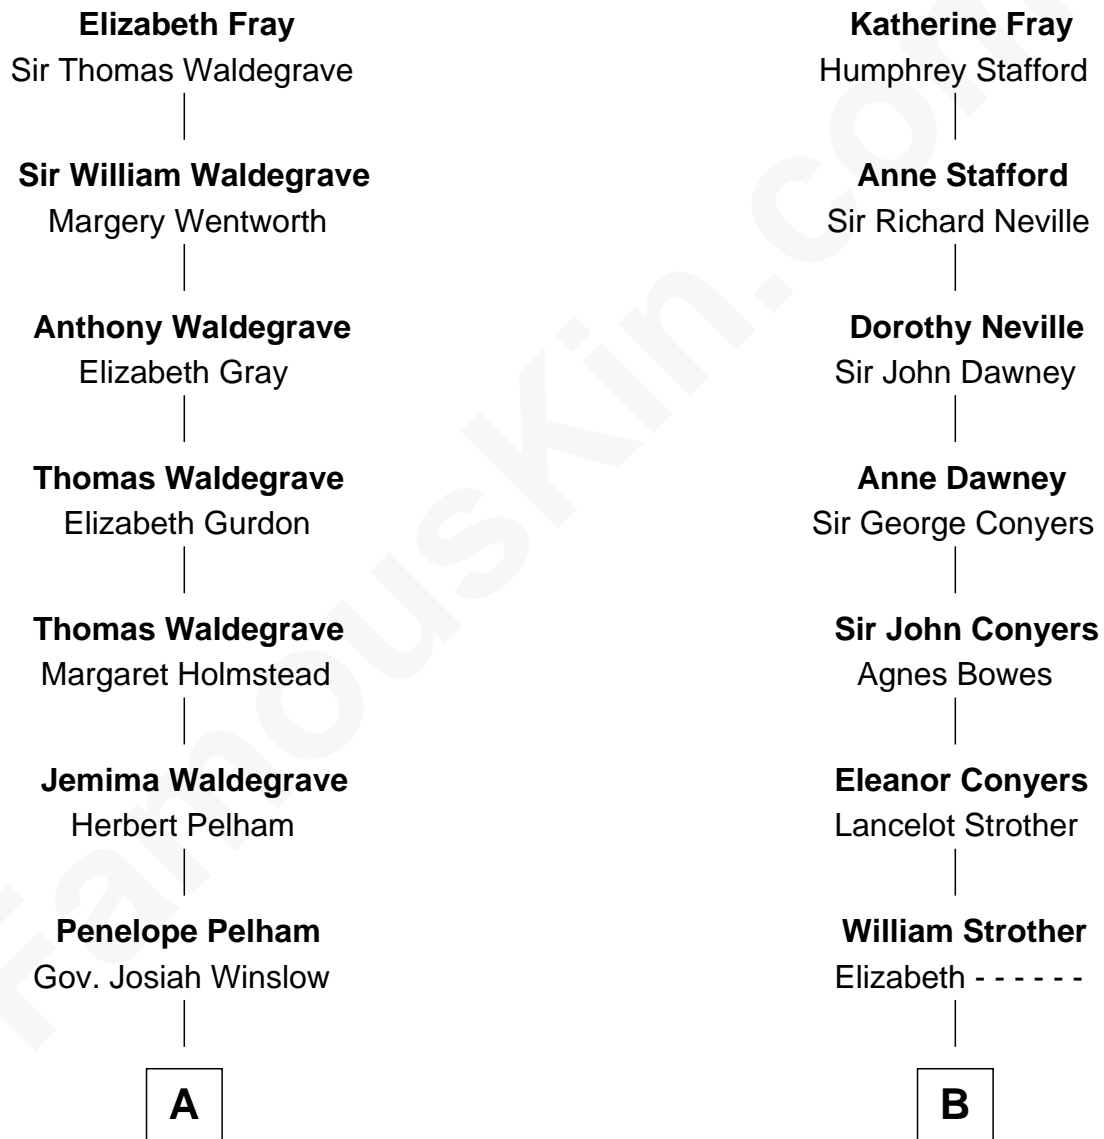 Elizabeth Fray
Sir Thomas Waldegrave
Sir William Waldegrave
Margery Wentworth
Anthony Waldegrave
Elizabeth Gray
Thomas Waldegrave
Elizabeth Gurdon
Thomas Waldegrave
Margaret Holmstead
Jemima Waldegrave
Herbert Pelham
Penelope Pelham
Gov. Josiah Winslow
A
Katherine Fray
Humphrey Stafford
Anne Stafford
Sir Richard Neville
Dorothy Neville
Sir John Dawney
Anne Dawney
Sir George Conyers
Sir John Conyers
Agnes Bowes
Eleanor Conyers
Lancelot Strother
William Strother
Elizabeth - - - - - -
B
FamousKin.com